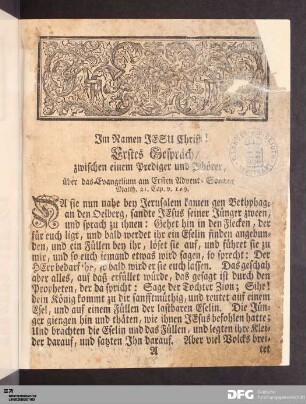 Im Namen JESU Christ!
Erstes Gespräch,
zwischen einem Prediger und Zuhörer,
über das Evangelium am Ersten Advent-Sontag
Matth. 21. Cap. v. 1.-9.
DA sie nun nahe bey Jerusalem kamen gen Bethphage
an den Oelberg, sandte JEsus seiner Jünger zween,
und sprach zu ihnen: Gehet hin in den Flecken, der
für euch ligt, und bald werdet ihr ein Eselin finden angebun-
den, und ein Füllen bey ihr, löset sie auf, und führet sie zu
mir, und so euch iemand etwas wird sagen, so sprecht: Der
HErr bedarf ihr, so bald wird er sie euch lassen. Das geschah
aber alles, auf daß erfüllet würde, das gesagt ist durch den
Propheten, der da spricht: Sage der Tochter Zion; Sihe!
dein König kommt zu dir sanfftmüthig, und reutet auf einem
Esel, und auf einem Füllen der lastbaren Eselin. Die Jün-
ger giengen hin und thäten, wie ihnen JEsus befohlen hatte;
Und brachten die Eselin und das Füllen, und legten ihre Klei-
der darauf, und satzten Ihn darauf. Aber viel Volcks brei-
A tet
DFG